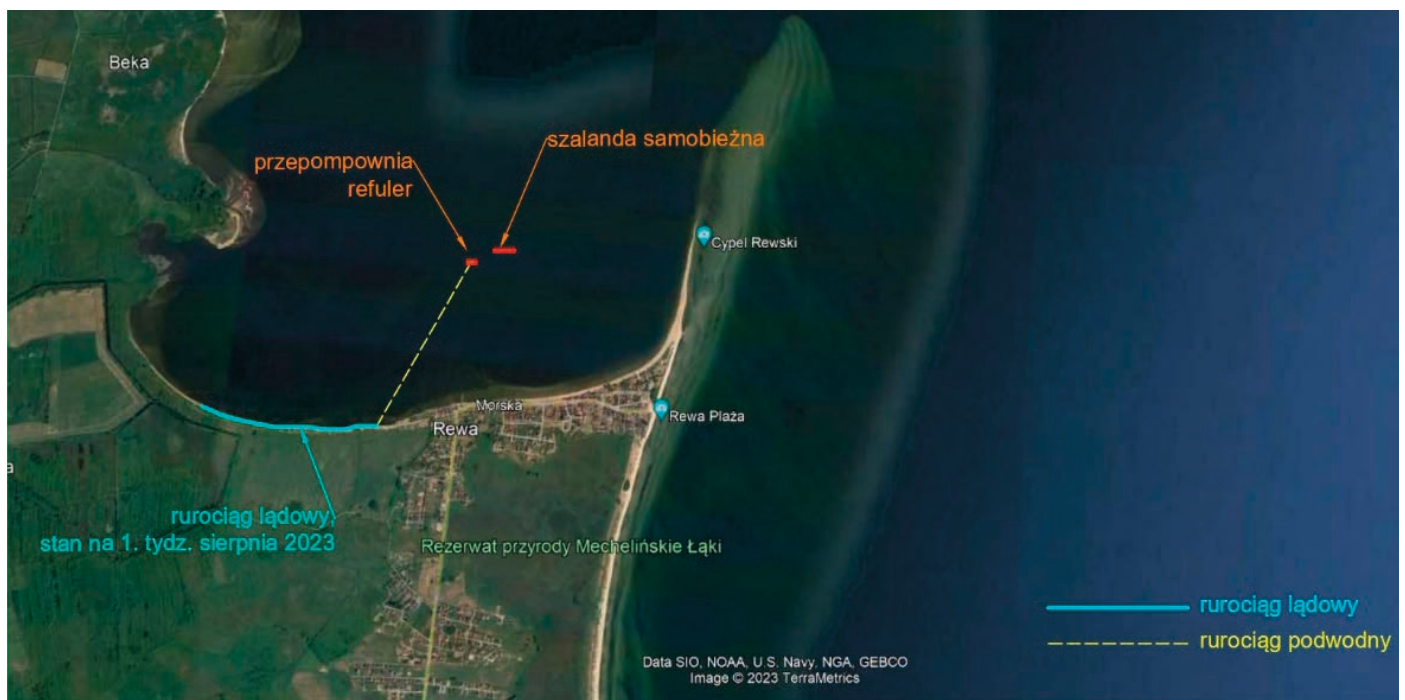 Beka
szalanda samobieżna
przepompownia
refuler
Cypel Rewski
Morska
Rewa Plaża
Rewa
a
rurociąg lądowy,
stan na 1. tydz. sierpnia 2023
Rezerwat przyrody Mechelińskie Łąki
rurociąg lądowy
rurociąg podwodny
Data SIO, NOAA, U.S. Navy, NGA, GEBCO
Image © 2023 TerraMetrics